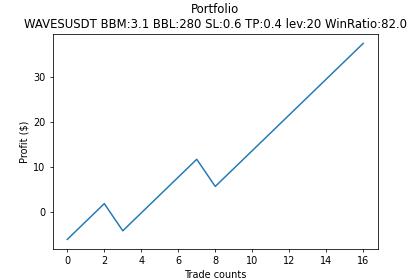 Portfolio
WAVESUSDT BBM:3.1 BBL:280 SL:0.6 TP:0.4 lev:20 WinRatio:82.0
30
20
10
0
Profit ($)
0 2 4 6 8 10 12 14 16
Trade counts